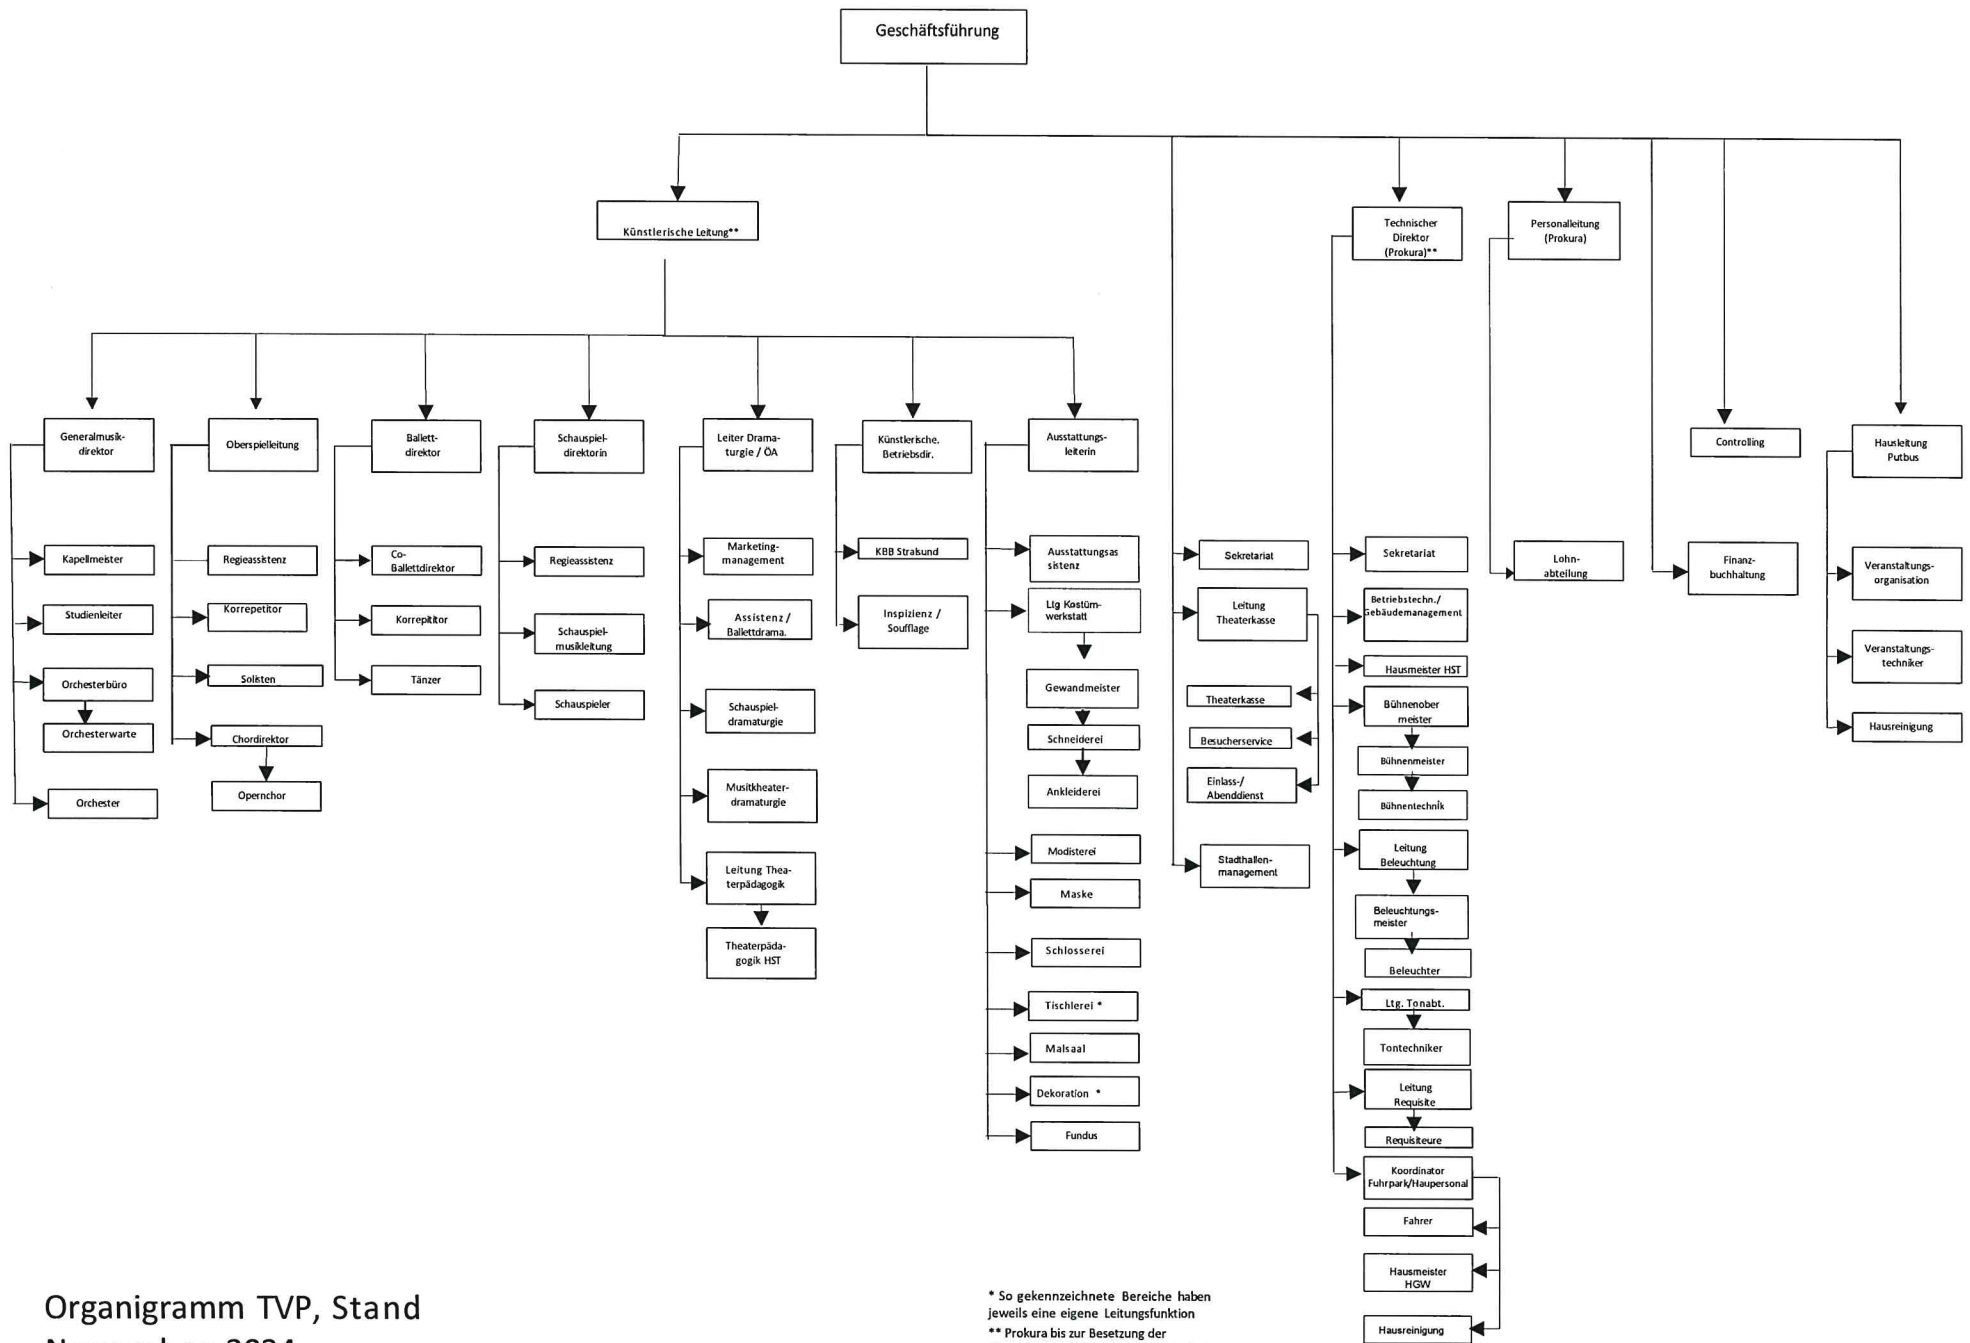 Geschäftsführung
Künstlerische Leitung**
Technischer
Direktor
(Prokura)**
Personalleitung
(Prokura)
Generalmusik-
direktor
Oberspielleitung
Ballett-
direktor
Schauspiel-
direktorin
Leiter Drama-
turgie / ÖA
Künstlerische.
Betriebsdir.
Ausstattungs-
leiterin
Controlling
Hausleitung
Putbus
Kapellmeister
Studienleiter
Orchesterbüro
Orchesterwarte
Orchester
Regieassistenz
Korrepetitor
Solisten
Chordirektor
Opernchor
Co-
Ballettdirektor
Korrepititor
Tänzer
Regieassistenz
Schauspiel-
musikleitung
Schauspieler
Marketing-
management
Assistenz /
Ballettdrama.
Schauspiel-
dramaturgie
Musitkheater-
dramaturgie
Leitung Thea-
terpädagogik
Theaterpäda-
gogik HST
KBB Stralsund
Inspizienz /
Soufflage
Ausstattungsas
sistenz
Ltg Kostüm-
werkstatt
Gewandmeister
Schneiderei
Ankleiderei
Modisterei
Maske
Schlosserei
Tischlerei *
Malsaal
Dekoration *
Fundus
Sekretariat
Leitung
Theaterkasse
Theaterkasse
Besucherservice
Einlass-/
Abenddienst
Stadthallen-
management
Sekretariat
Betriebstechn./
Gebäudemanagement
Hausmeister HST
Bühnenober
meister
Bühnenmeister
Bühnentechnik
Leitung
Beleuchtung
Beleuchtungs-
meister
Beleuchter
Ltg. Tonabt.
Tontechniker
Leitung
Requisite
Requisiteure
Koordinator
Fuhrpark/Haupersonal
Fahrer
Hausmeister
HGW
Hausreinigung
Lohn-
abteilung
Finanz-
buchhaltung
Veranstaltungs-
organisation
Veranstaltungs-
techniker
Hausreinigung
Organigramm TVP, Stand
* So gekennzeichnete Bereiche haben
jeweils eine eigene Leitungsfunktion
** Prokura bis zur Besetzung der